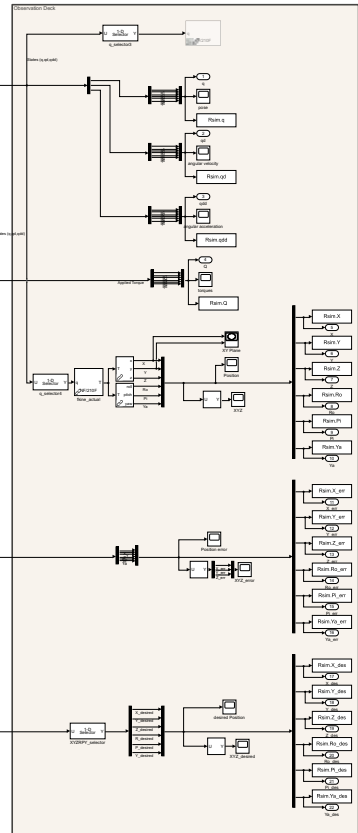 Observation Deck
1-D
Selector
U
Y
q_selector3
q
States (q,qd,qdd)
1
q
pose
Rsim.q
2
qd
angular velocity
Rsim.qd
3
qdd
angular acceleration
Rsim.qdd
Applied Torque
4
Q
torques
Rsim.Q
1-D
Selector
U
Y
q_selector4
q
T
fkine_actual
T
x
y
z
X
Y
Z
T
roll
pitch
yaw
Ro
Pi
Ya
XY Plane
Position
U
Y
XYZ
Rsim.X
5
X
Rsim.Y
6
Y
Rsim.Z
7
Z
Rsim.Ro
8
Ro
Rsim.Pi
9
Pi
Rsim.Ya
10
Ya
Position error
U
Y
X_err
Y_err
Z_err
XYZ_error
Rsim.X_err
11
X_err
Rsim.Y_err
12
Y_err
Rsim.Z_err
13
Z_err
Rsim.Ro_err
14
Ro_err
Rsim.Pi_err
15
Pi_err
Rsim.Ya_err
16
Ya_err
1-D
Selector
U
Y
XYZRPY_selector
X_desired
Y_desired
Z_desired
R_desired
P_desired
Y_desired
desired Position
U
Y
XYZ_desired
Rsim.X_des
17
X_des
Rsim.Y_des
18
Y_des
Rsim.Z_des
19
Z_des
Rsim.Ro_des
20
Ro_des
Rsim.Pi_des
21
Pi_des
Rsim.Ya_des
22
Ya_des